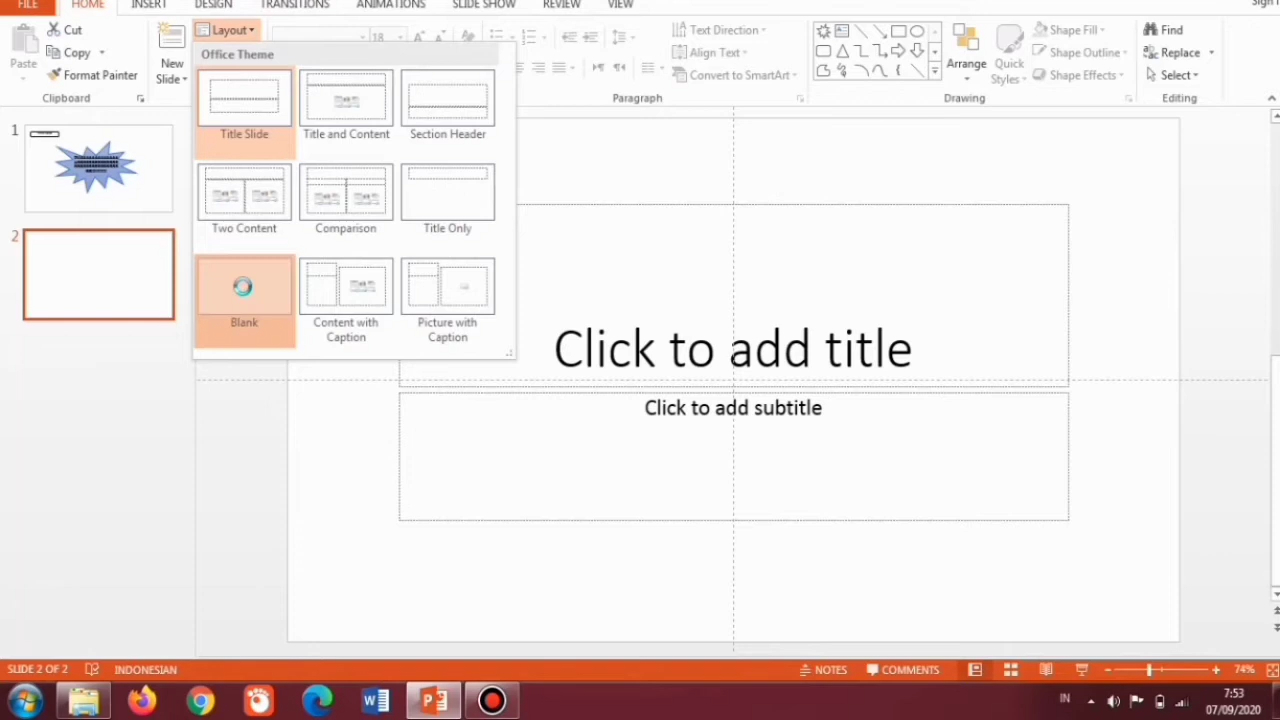 FILE HOME INSERT DESIGN TRANSITIONS ANIMATIONS SLIDE SHOW REVIEW VIEW Sign
Cut
Copy
Format Painter
Paste
Clipboard
New
Slide
Layout
18
Paragraph
Text Direction
Align Text
Convert to SmartArt
Arrange
Quick
Styles
Shape Fill
Shape Outline
Shape Effects
Drawing
Find
Replace
Select
Editing
Office Theme
Title Slide
Title and Content
Section Header
Two Content
Comparison
Title Only
Blank
Content with
Caption
Picture with
Caption
1
2
Click to add title
Click to add subtitle
SLIDE 2 OF 2 INDONESIAN NOTES COMMENTS 74%
IN
7:53
07/09/2020